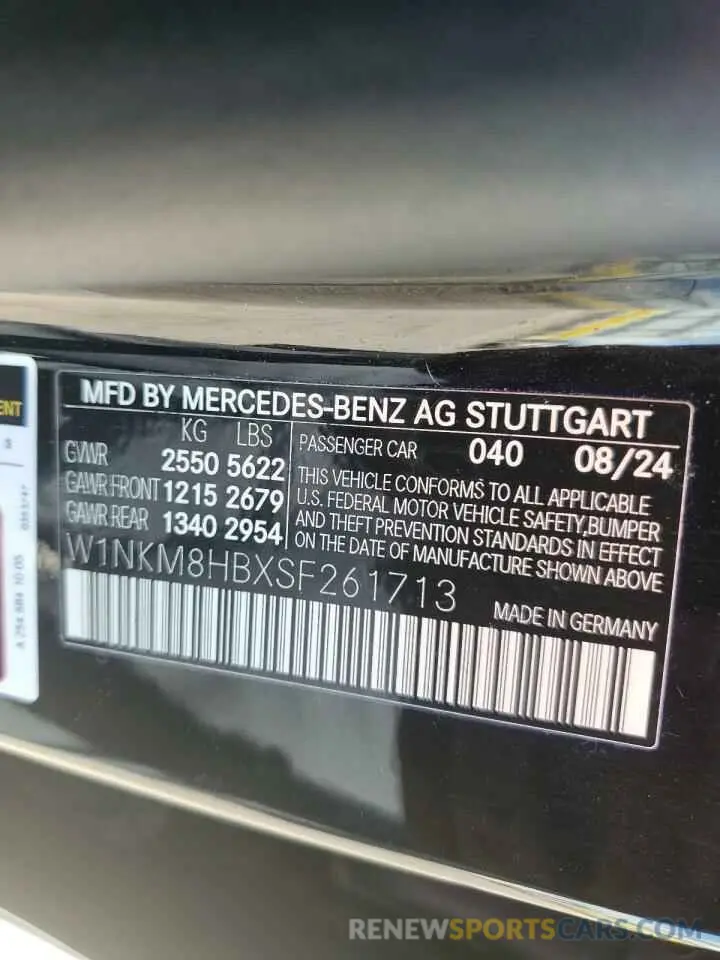 MFD BY MERCEDES-BENZ AG STUTTGART
KG LBS
GVWR 2550 5622
GAWR FRONT 1215 2679
GAWR REAR 1340 2954
PASSENGER CAR 040 08/24
THIS VEHICLE CONFORMS TO ALL APPLICABLE
U.S. FEDERAL MOTOR VEHICLE SAFETY,BUMPER
AND THEFT PREVENTION STANDARDS IN EFFECT
ON THE DATE OF MANUFACTURE SHOWN ABOVE
W1NKM8HBXSF261713
MADE IN GERMANY
ENT
RENEWSPORTSCARS.COM